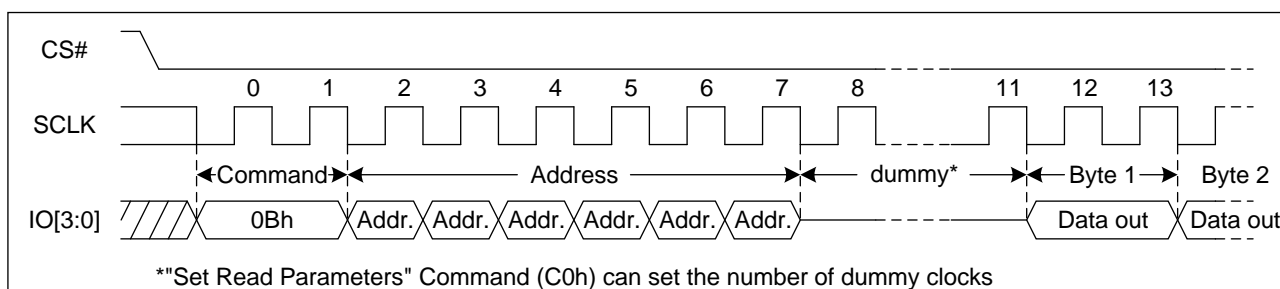 CS#
0 1 2 3 4 5 6 7 8 11 12 13
SCLK
Command Address dummy* Byte 1 Byte 2
IO[3:0] 0Bh Addr. Addr. Addr. Addr. Addr. Addr. Data out Data out
*"Set Read Parameters" Command (C0h) can set the number of dummy clocks